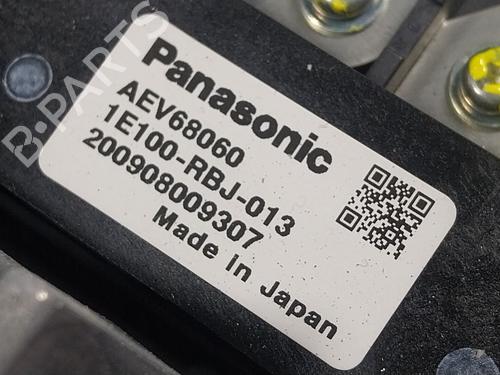 Panasonic
AEV68060
1E100-RBJ-013
200908009307
Made in Japan
B-PARTS